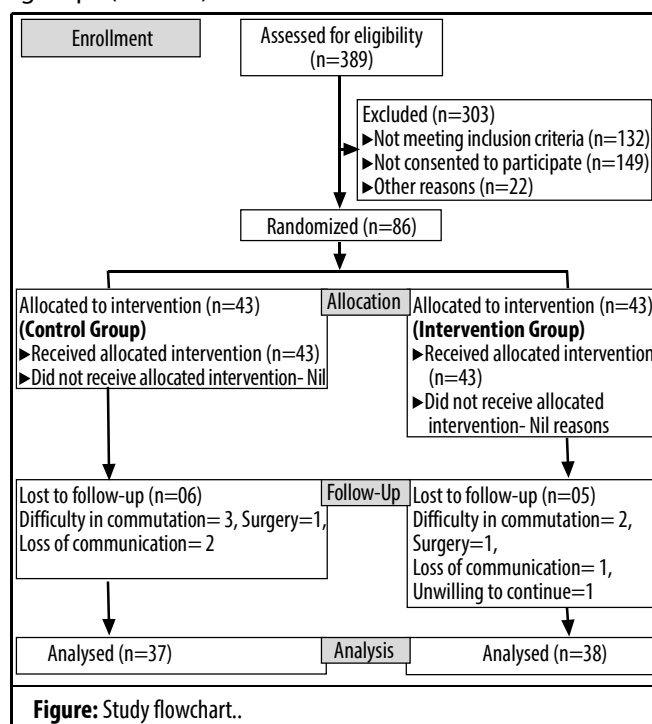 Enrollment
Assessed for eligibility
(n=389)
Excluded (n=303)
►Not meeting inclusion criteria (n=132)
►Not consented to participate (n=149)
►Other reasons (n=22)
Randomized (n=86)
Allocation
Allocated to intervention (n=43)
(Control Group)
►Received allocated intervention (n=43)
►Did not receive allocated intervention- Nil
Allocated to intervention (n=43)
(Intervention Group)
►Received allocated intervention
(n=43)
►Did not receive allocated
intervention- Nil reasons
Follow-Up
Lost to follow-up (n=06)
Difficulty in commutation= 3, Surgery=1,
Loss of communication= 2
Lost to follow-up (n=05)
Difficulty in commutation= 2,
Surgery=1,
Loss of communication= 1,
Unwilling to continue=1
Analysis
Analysed (n=37)
Analysed (n=38)
Figure: Study flowchart..